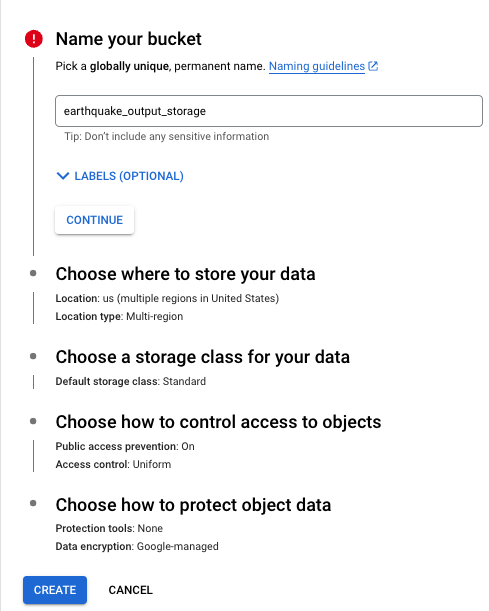 Name your bucket
Pick a globally unique, permanent name. Naming guidelines
earthquake_output_storage
Tip: Don't include any sensitive information
LABELS (OPTIONAL)
CONTINUE
Choose where to store your data
Location: us (multiple regions in United States)
Location type: Multi-region
Choose a storage class for your data
Default storage class: Standard
Choose how to control access to objects
Public access prevention: On
Access control: Uniform
Choose how to protect object data
Protection tools: None
Data encryption: Google-managed
CREATE CANCEL